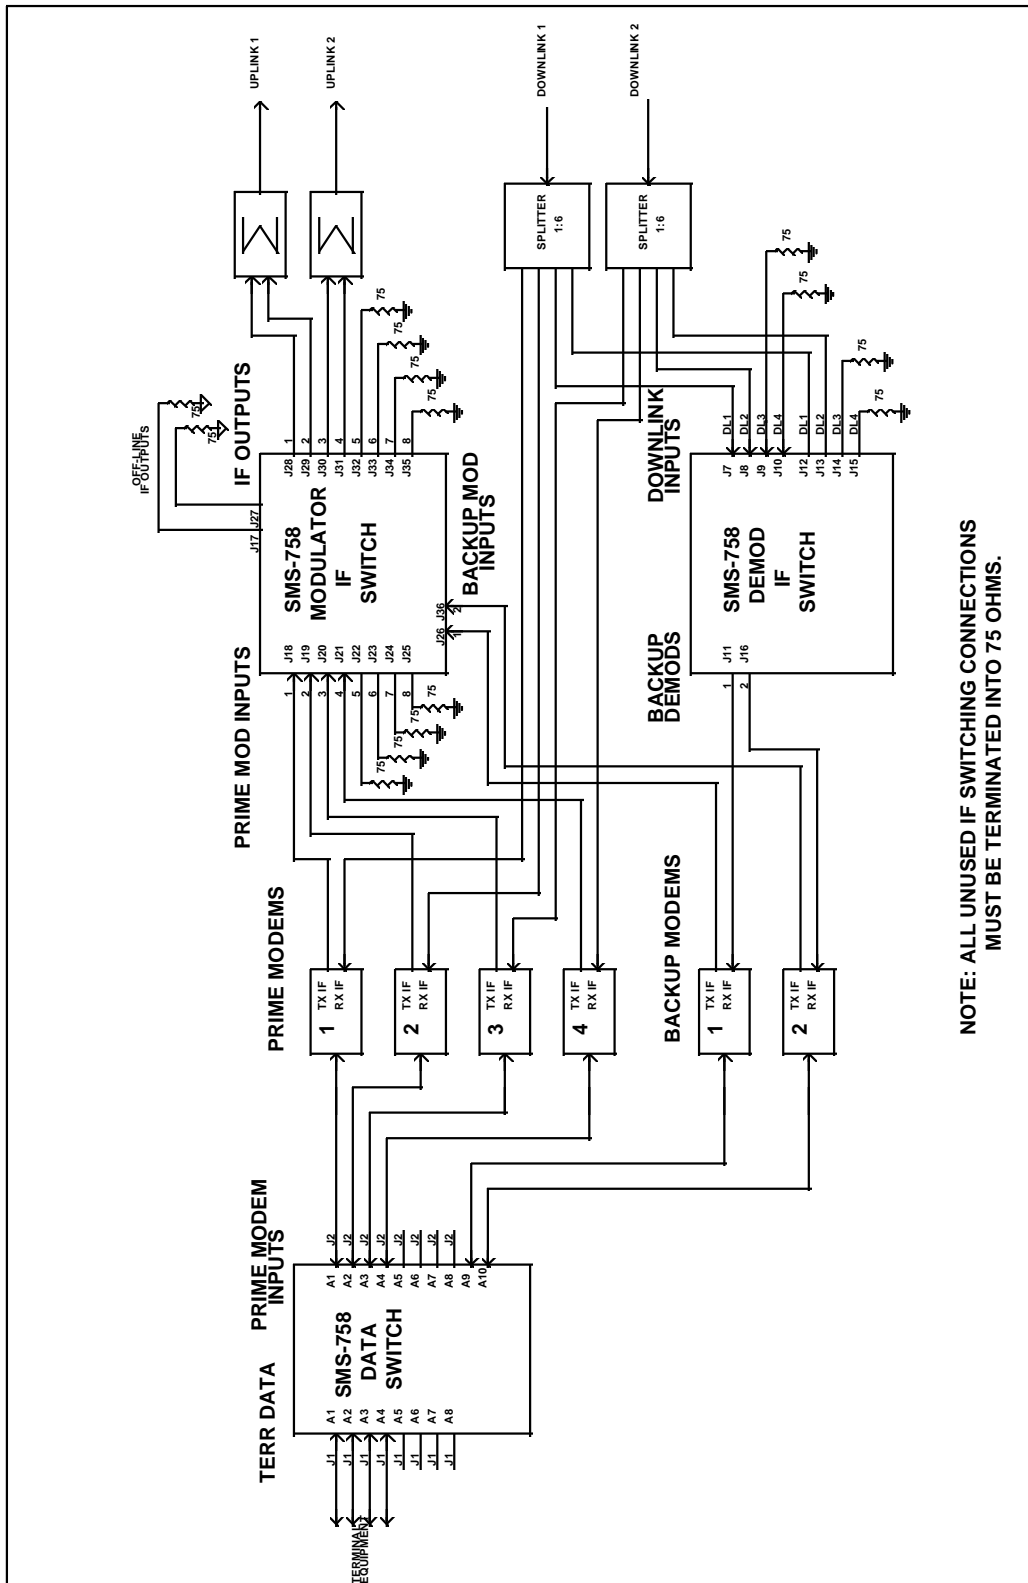 TERMINAL
EQUIPMENT
TERR DATA
J1 A1
J1 A2
J1 A3
J1 A4
J1 A5
J1 A6
J1 A7
J1 A8
SMS-758
DATA
SWITCH
PRIME MODEM
INPUTS
A1 J2
A2 J2
A3 J2
A4 J2
A5 J2
A6 J2
A7 J2
A8 J2
A9
A10
PRIME MODEMS
1 TX IF
RX IF
2 TX IF
RX IF
3 TX IF
RX IF
4 TX IF
RX IF
BACKUP MODEMS
1 TX IF
RX IF
2 TX IF
RX IF
PRIME MOD INPUTS
1 J18
2 J19
3 J20
4 J21
5 J22
6 J23
7 J24
8 J25
75
75
75
75
SMS-758
MODULATOR
IF
SWITCH
J17
J27
OFF-LINE
IF OUTPUTS
75
75
J26
1
J36
2
BACKUP MOD
INPUTS
IF OUTPUTS
J28 1
J29 2
J30 3
J31 4
J32 5
J33 6
J34 7
J35 8
75
75
75
75
Σ
Σ
UPLINK 1
UPLINK 2
BACKUP
DEMODS
1 J11
2 J16
SMS-758
DEMOD
IF
SWITCH
DOWNLINK
INPUTS
J7 DL1
J8 DL2
J9 DL3
J10 DL4
J12 DL1
J13 DL2
J14 DL3
J15 DL4
75
75
75
75
SPLITTER
1:6
SPLITTER
1:6
DOWNLINK 1
DOWNLINK 2
NOTE: ALL UNUSED IF SWITCHING CONNECTIONS
MUST BE TERMINATED INTO 75 OHMS.